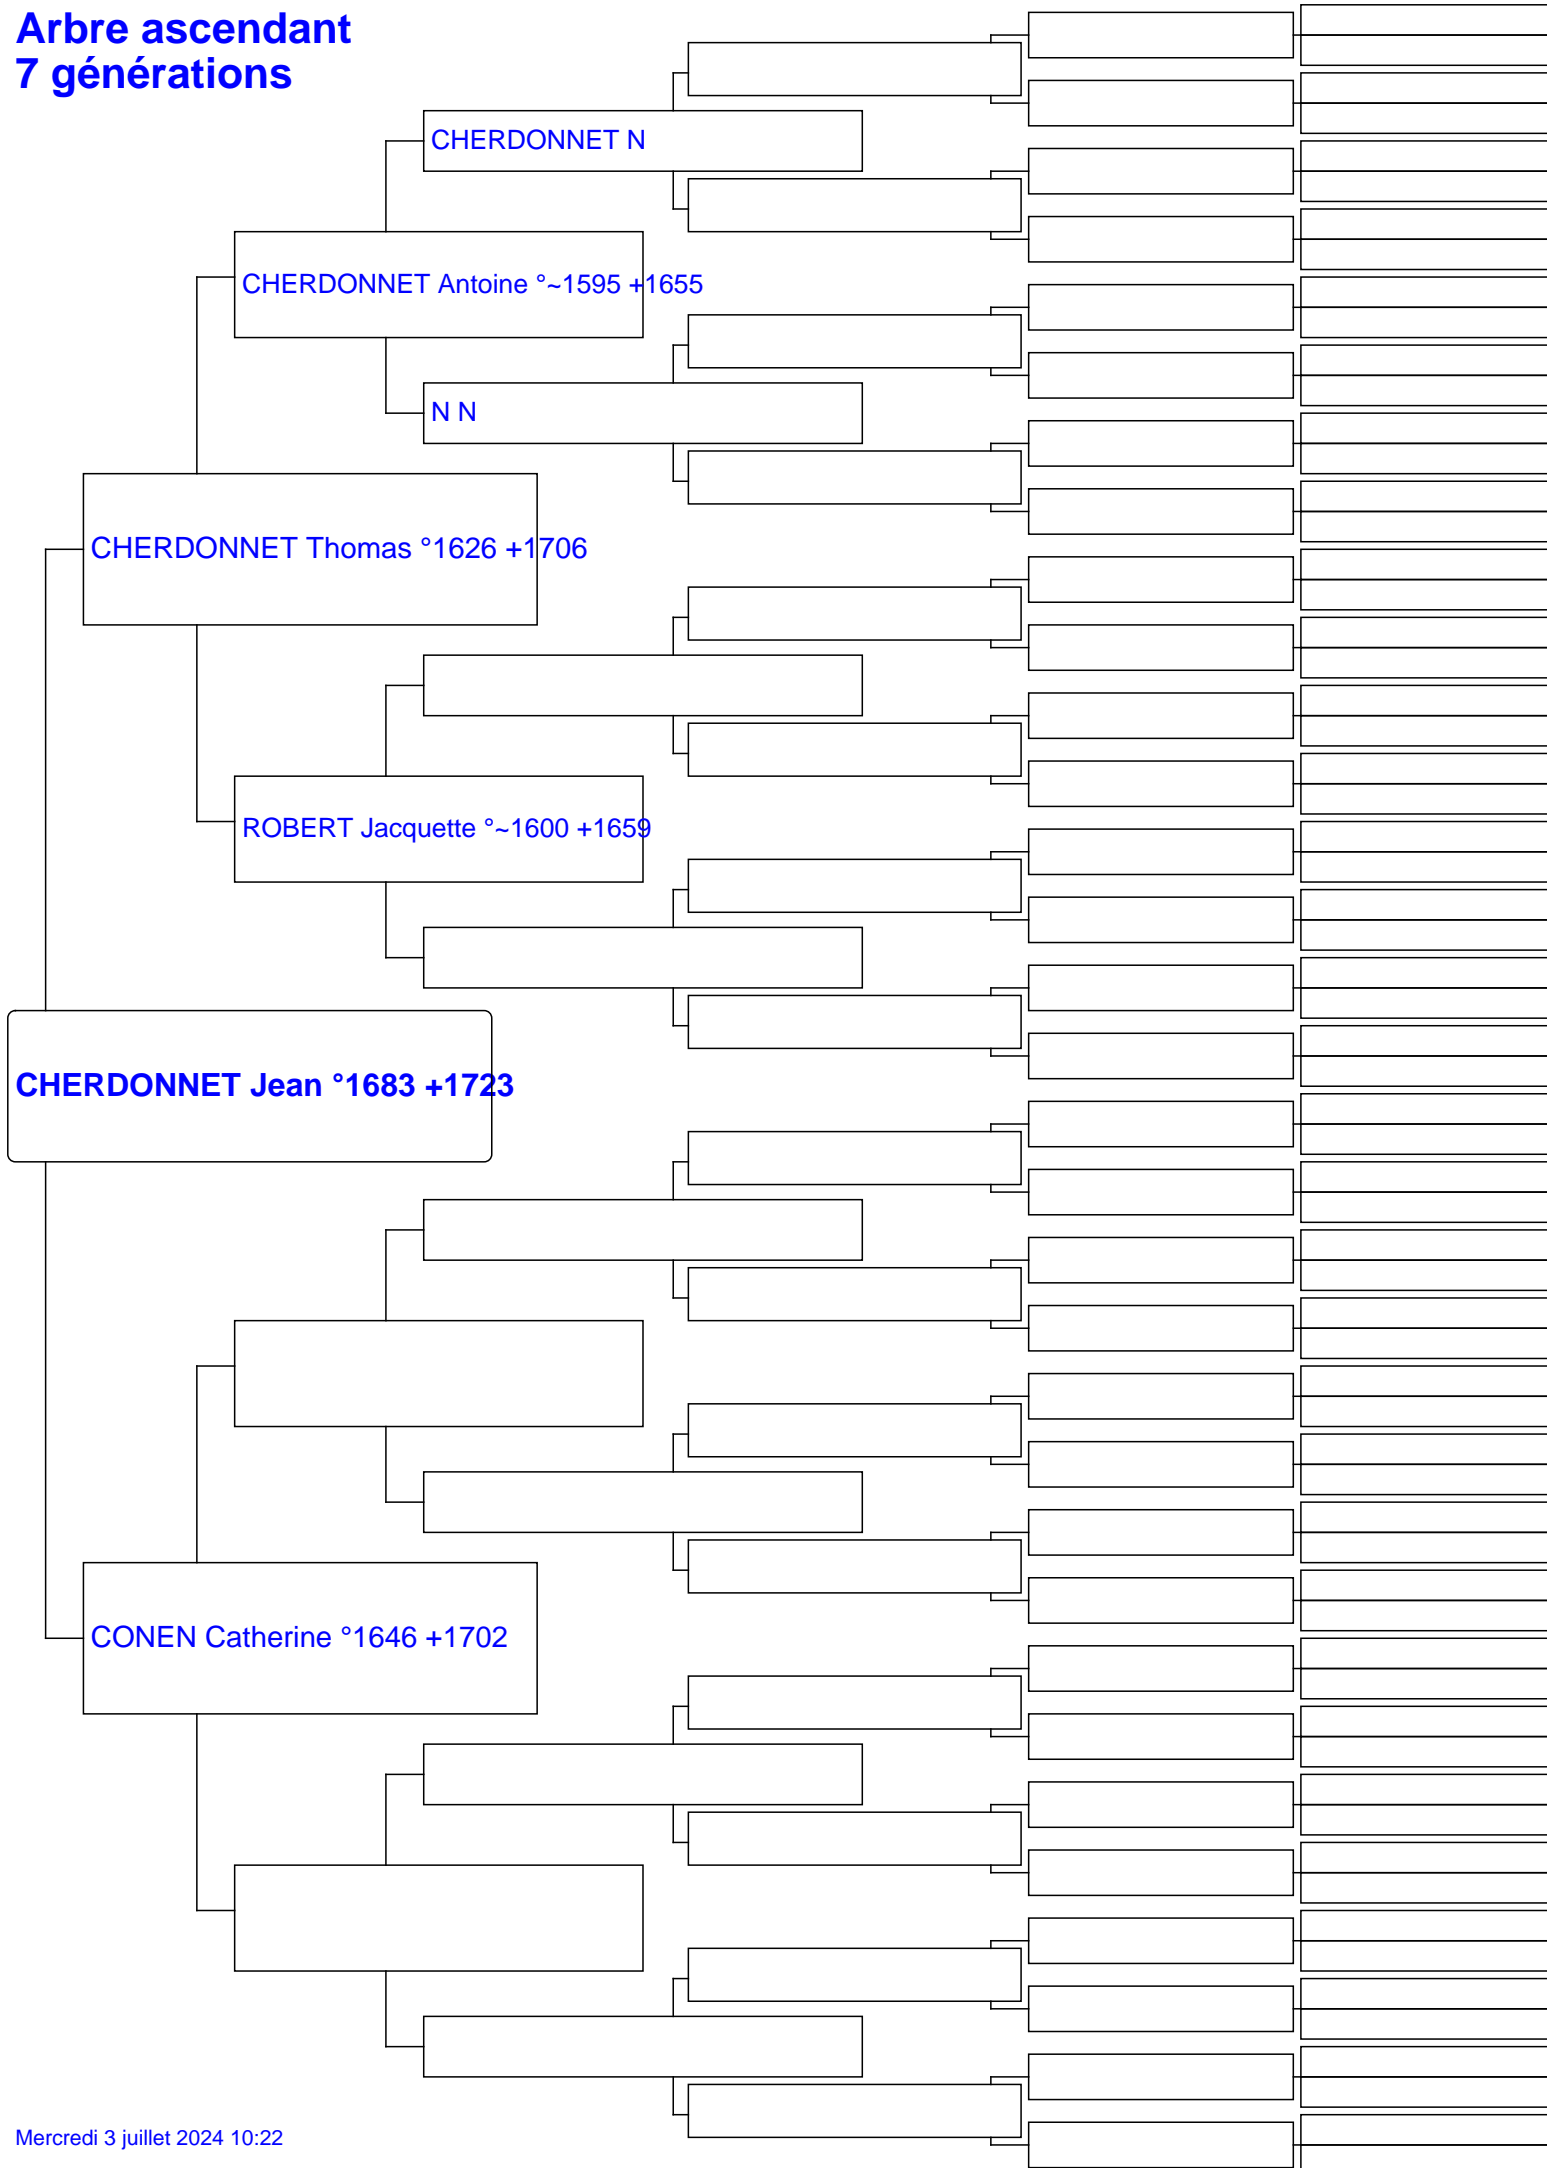 Arbre ascendant
7 générations
CHERDONNET N
CHERDONNET Antoine °~1595 +1655
N N
CHERDONNET Thomas °1626 +1706
ROBERT Jacquette °~1600 +1659
CHERDONNET Jean °1683 +1723
CONEN Catherine °1646 +1702
Mercredi 3 juillet 2024 10:22